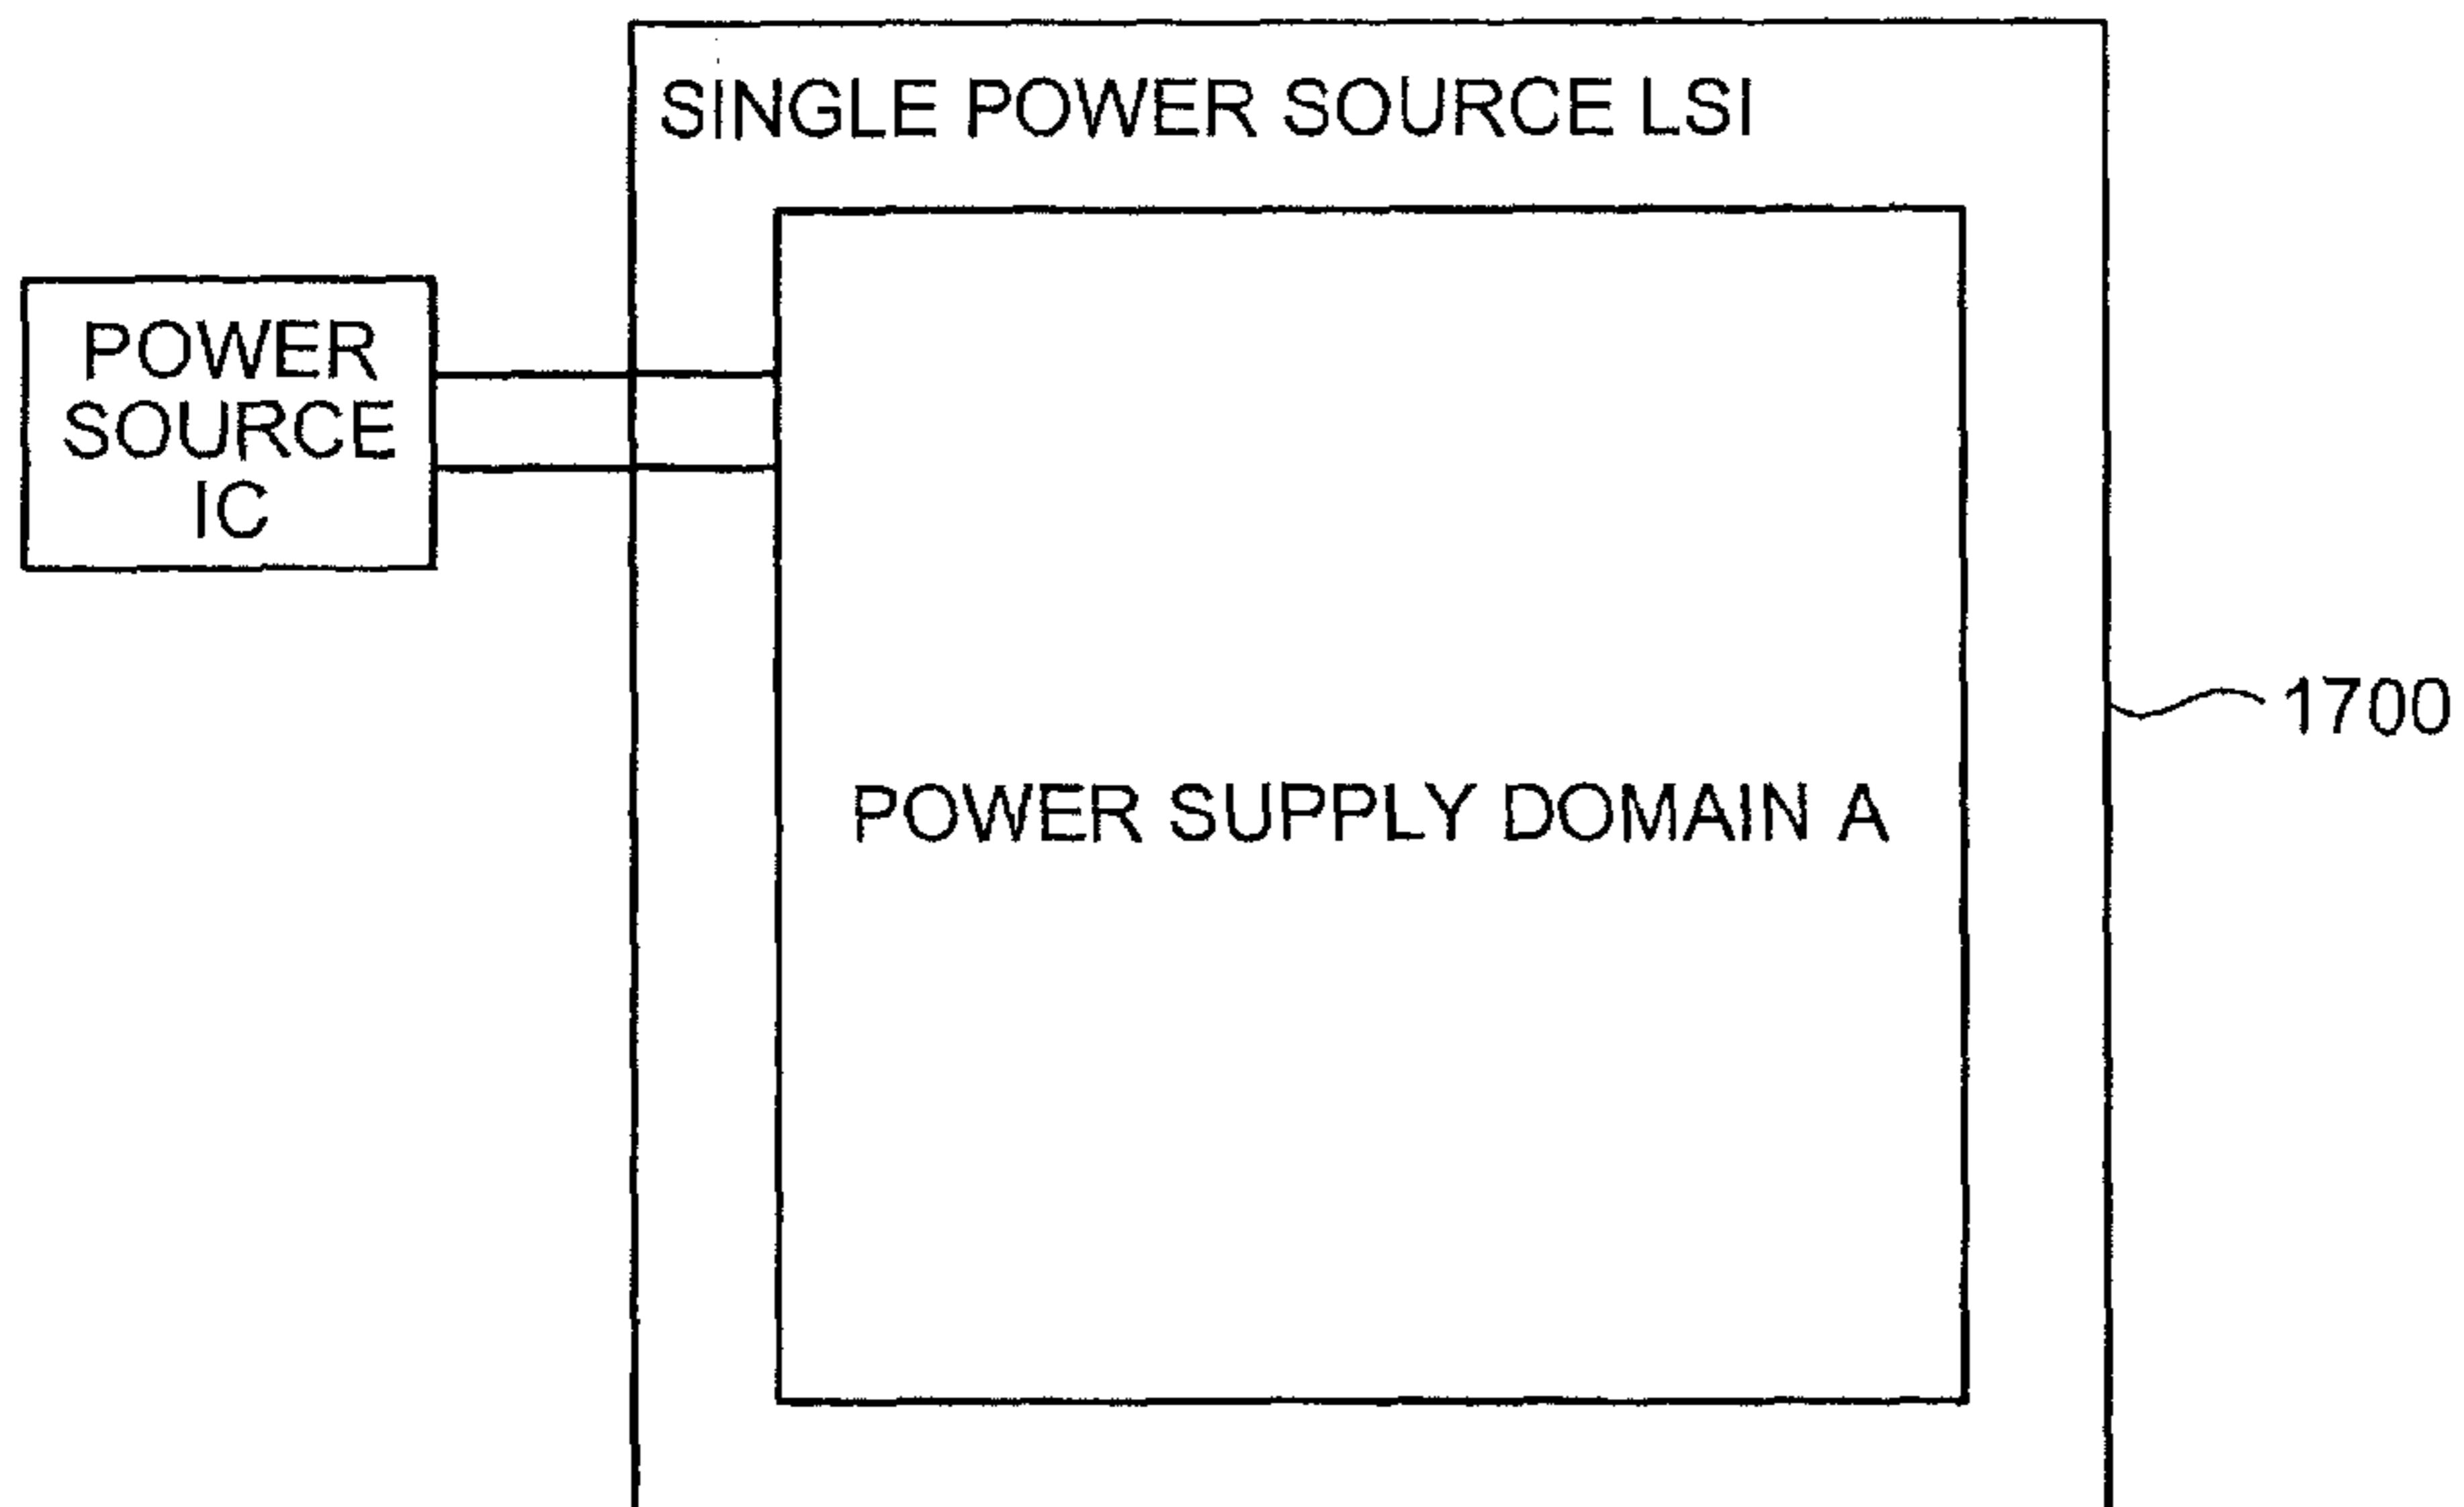 SINGLE POWER SOURCE LSI
POWER
SOURCE
IC
1700
POWER SUPPLY DOMAIN A